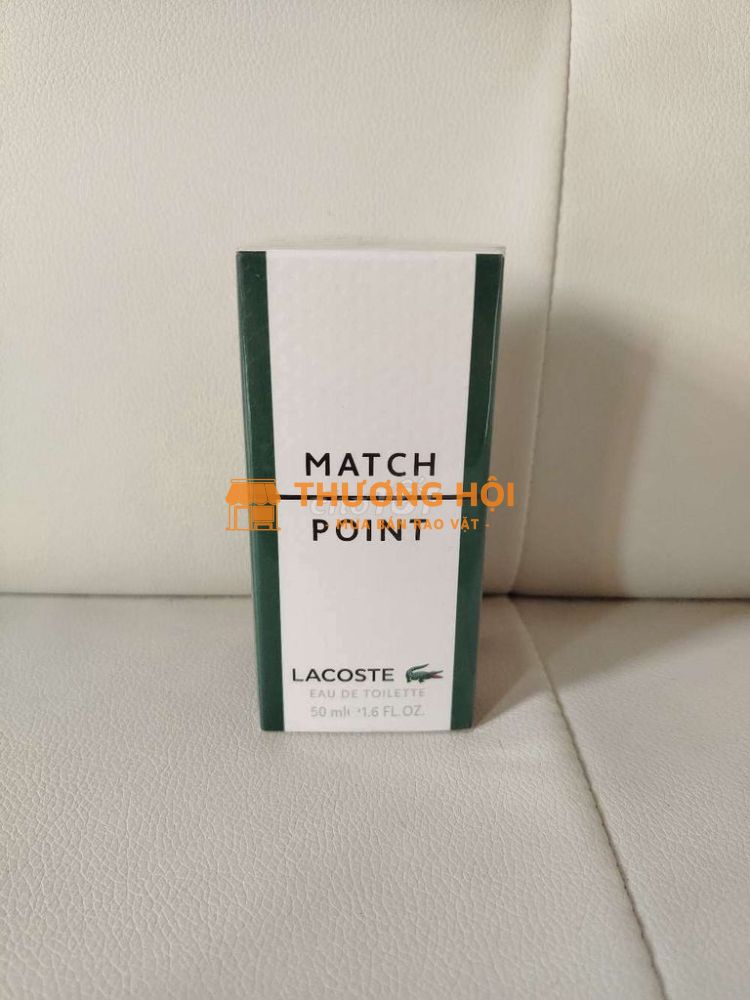 MATCH
THƯƠNG HỘI
- MUA BÁN RAO VẶT -
POINT
LACOSTE
EAU DE TOILETTE
50 ml ℮ 1.6 FL.OZ.